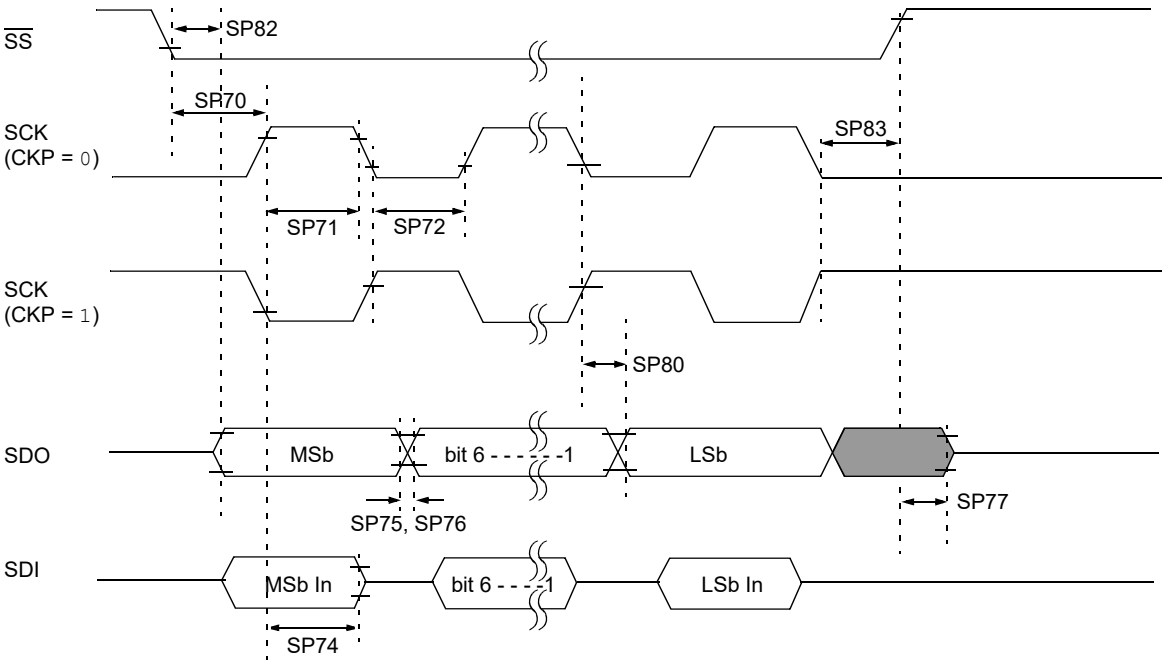 SS
SP82
SP70
SCK
(CKP = 0)
SP83
SP71
SP72
SCK
(CKP = 1)
SP80
SDO
MSb
bit 6 - - - - - -1
LSb
SP75, SP76
SP77
SDI
MSb In
bit 6 - - - -1
LSb In
SP74